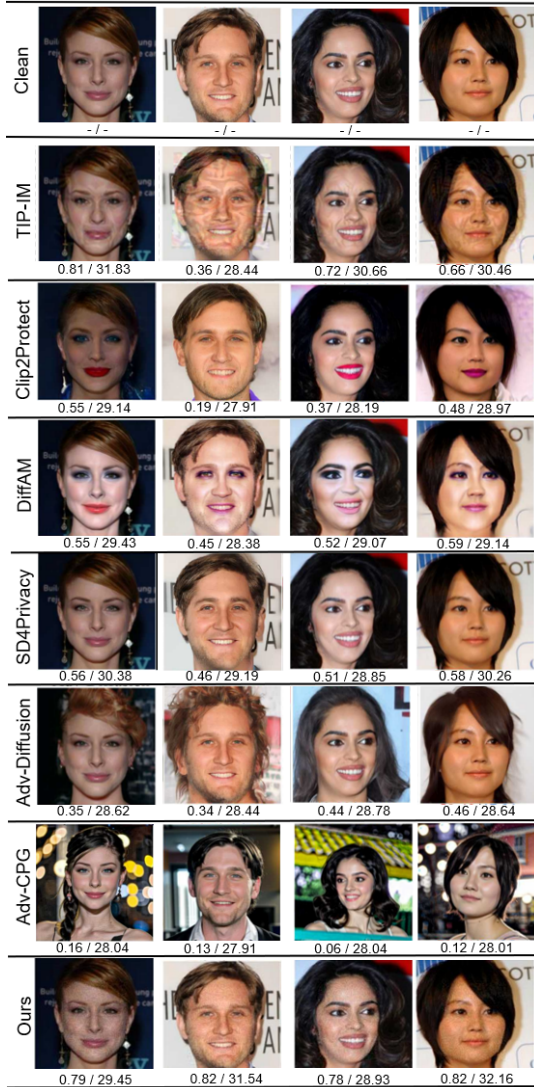 Clean
- / -
- / -
- / -
- / -
TIP-IM
0.81 / 31.83
0.36 / 28.44
0.72 / 30.66
0.66 / 30.46
Clip2Protect
0.55 / 29.14
0.19 / 27.91
0.37 / 28.19
0.48 / 28.97
DiffAM
0.55 / 29.43
0.45 / 28.38
0.52 / 29.07
0.59 / 29.14
SD4Privacy
0.56 / 30.38
0.46 / 29.19
0.51 / 28.85
0.58 / 30.26
Adv-Diffusion
0.35 / 28.62
0.34 / 28.44
0.44 / 28.78
0.46 / 28.64
Adv-CPG
0.16 / 28.04
0.13 / 27.91
0.06 / 28.04
0.12 / 28.01
Ours
0.79 / 29.45
0.82 / 31.54
0.78 / 28.93
0.82 / 32.16